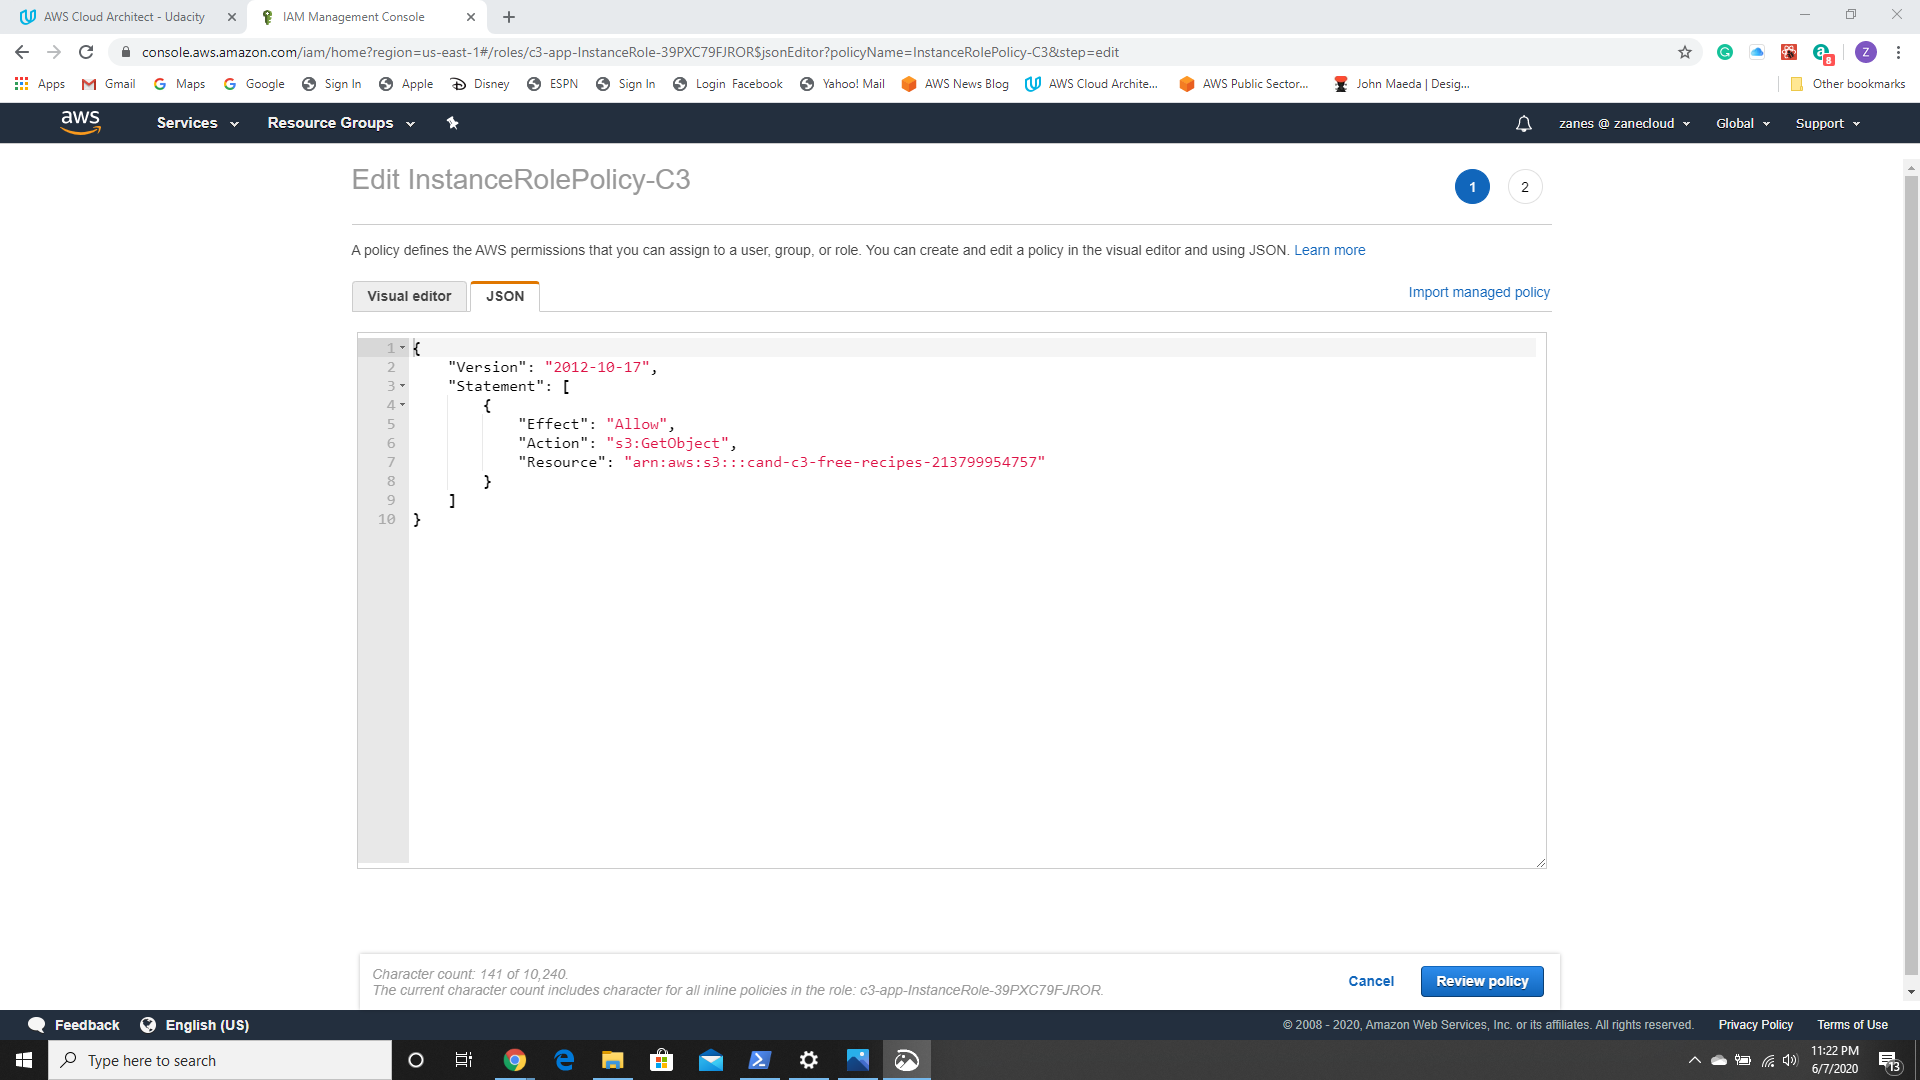 AWS Cloud Architect - Udacity
IAM Management Console
console.aws.amazon.com/iam/home?region=us-east-1#/roles/c3-app-InstanceRole-39PXC79FJROR$jsonEditor?policyName=InstanceRolePolicy-C3&step=edit
8
Z
Apps
Gmail
Maps
Google
Sign In
Apple
Disney
ESPN
Sign In
Login Facebook
Yahoo! Mail
AWS News Blog
AWS Cloud Archite...
AWS Public Sector...
John Maeda | Desig...
Other bookmarks
aws
Services
Resource Groups
zanes @ zanecloud
Global
Support
Edit InstanceRolePolicy-C3
1
2
A policy defines the AWS permissions that you can assign to a user, group, or role. You can create and edit a policy in the visual editor and using JSON. Learn more
Visual editor
JSON
Import managed policy
1 {
2 "Version": "2012-10-17",
3 "Statement": [
4 {
5 "Effect": "Allow",
6 "Action": "s3:GetObject",
7 "Resource": "arn:aws:s3:::cand-c3-free-recipes-213799954757"
8 }
9 ]
10 }
Character count: 141 of 10,240.
The current character count includes character for all inline policies in the role: c3-app-InstanceRole-39PXC79FJROR.
Cancel
Review policy
Feedback
English (US)
© 2008 - 2020, Amazon Web Services, Inc. or its affiliates. All rights reserved.
Privacy Policy
Terms of Use
Type here to search
11:22 PM
6/7/2020
13